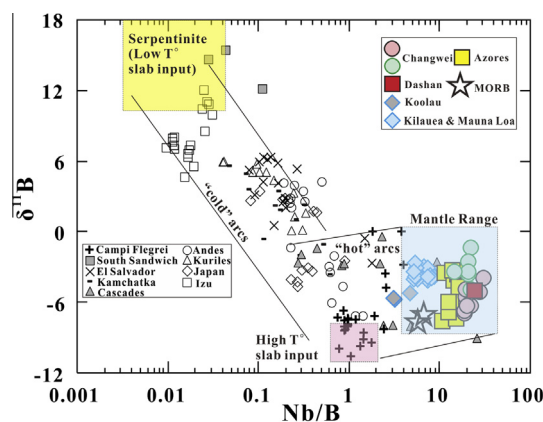 18
12
6
0
-6
-12
δ¹¹B
0.001
0.01
0.1
1
10
100
Nb/B
Serpentinite
(Low T°
slab input)
Changwei
Azores
Dashan
MORB
Koolau
Kilauea & Mauna Loa
"cold" arcs
"hot" arcs
Mantle Range
Campi Flegrei
Andes
South Sandwich
Kuriles
El Salvador
Japan
Kamchatka
Izu
Cascades
High T°
slab input